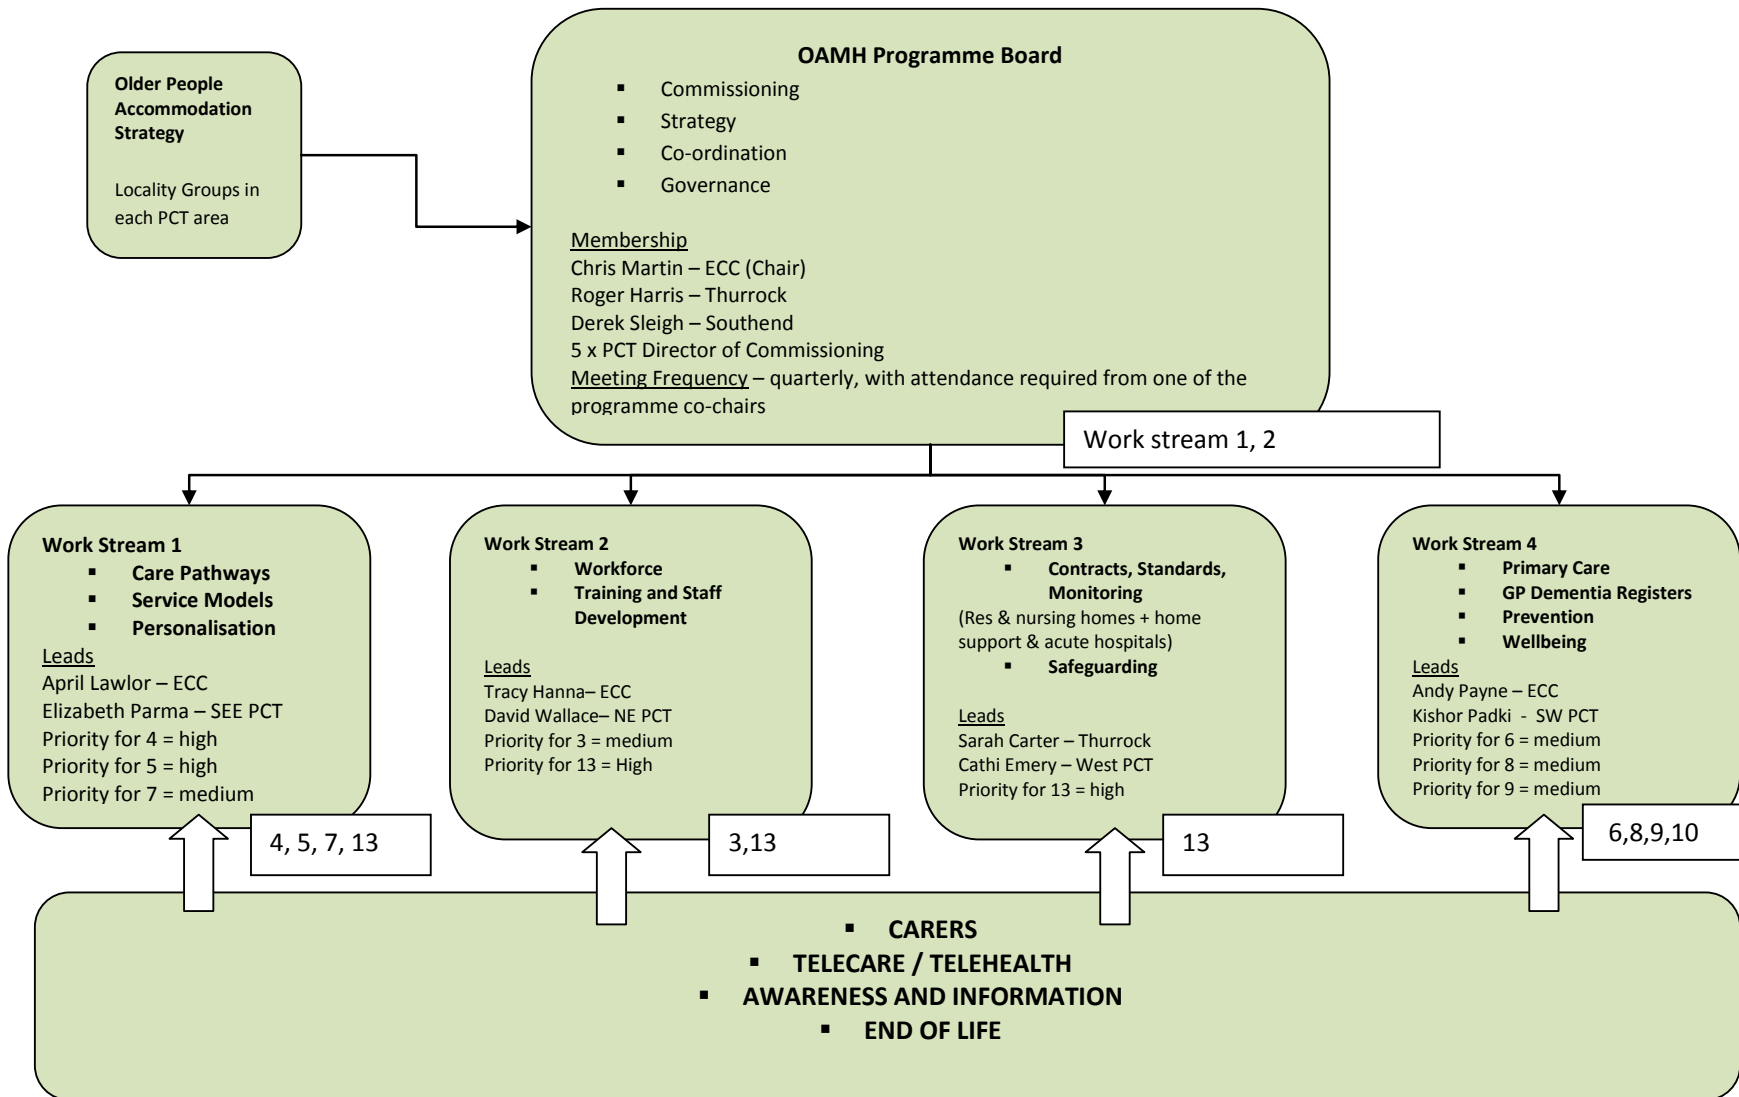 OAMH Programme Board
▪ Commissioning
▪ Strategy
▪ Co-ordination
▪ Governance
Membership
Chris Martin – ECC (Chair)
Roger Harris – Thurrock
Derek Sleigh – Southend
5 x PCT Director of Commissioning
Meeting Frequency – quarterly, with attendance required from one of the
programme co-chairs
Older People
Accommodation
Strategy
Locality Groups in
each PCT area
Work stream 1, 2
Work Stream 1
▪ Care Pathways
▪ Service Models
▪ Personalisation
Leads
April Lawlor – ECC
Elizabeth Parma – SEE PCT
Priority for 4 = high
Priority for 5 = high
Priority for 7 = medium
4, 5, 7, 13
Work Stream 2
▪ Workforce
▪ Training and Staff
Development
Leads
Tracy Hanna– ECC
David Wallace– NE PCT
Priority for 3 = medium
Priority for 13 = High
3,13
Work Stream 3
▪ Contracts, Standards,
Monitoring
(Res & nursing homes + home
support & acute hospitals)
▪ Safeguarding
Leads
Sarah Carter – Thurrock
Cathi Emery – West PCT
Priority for 13 = high
13
Work Stream 4
▪ Primary Care
▪ GP Dementia Registers
▪ Prevention
▪ Wellbeing
Leads
Andy Payne – ECC
Kishor Padki - SW PCT
Priority for 6 = medium
Priority for 8 = medium
Priority for 9 = medium
6,8,9,10
▪ CARERS
▪ TELECARE / TELEHEALTH
▪ AWARENESS AND INFORMATION
▪ END OF LIFE